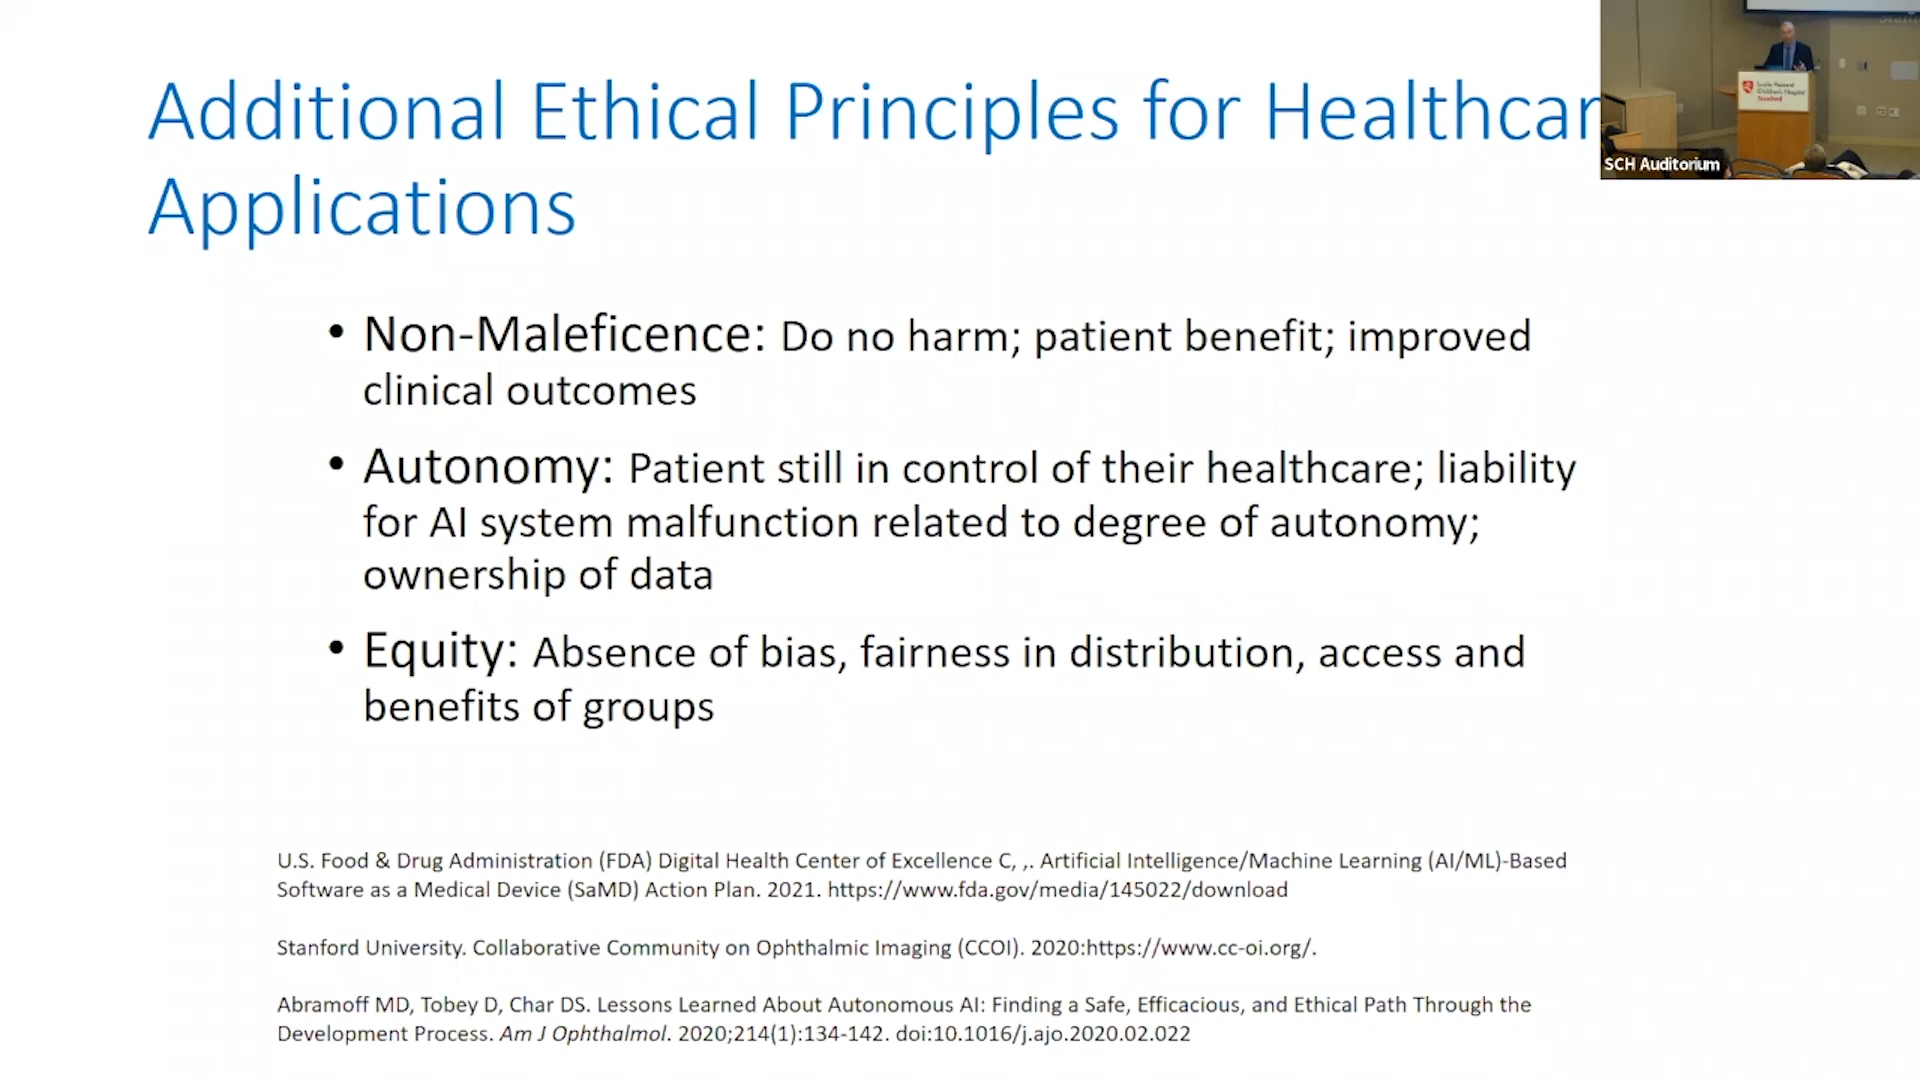 Additional Ethical Principles for Healthcar
Applications
• Non-Maleficence: Do no harm; patient benefit; improved
clinical outcomes
• Autonomy: Patient still in control of their healthcare; liability
for AI system malfunction related to degree of autonomy;
ownership of data
• Equity: Absence of bias, fairness in distribution, access and
benefits of groups
U.S. Food & Drug Administration (FDA) Digital Health Center of Excellence C, ,. Artificial Intelligence/Machine Learning (AI/ML)-Based
Software as a Medical Device (SaMD) Action Plan. 2021. https://www.fda.gov/media/145022/download
Stanford University. Collaborative Community on Ophthalmic Imaging (CCOI). 2020:https://www.cc-oi.org/.
Abramoff MD, Tobey D, Char DS. Lessons Learned About Autonomous AI: Finding a Safe, Efficacious, and Ethical Path Through the
Development Process. Am J Ophthalmol. 2020;214(1):134-142. doi:10.1016/j.ajo.2020.02.022
Lucile Packard
Children's Hospital
Stanford
SCH Auditorium